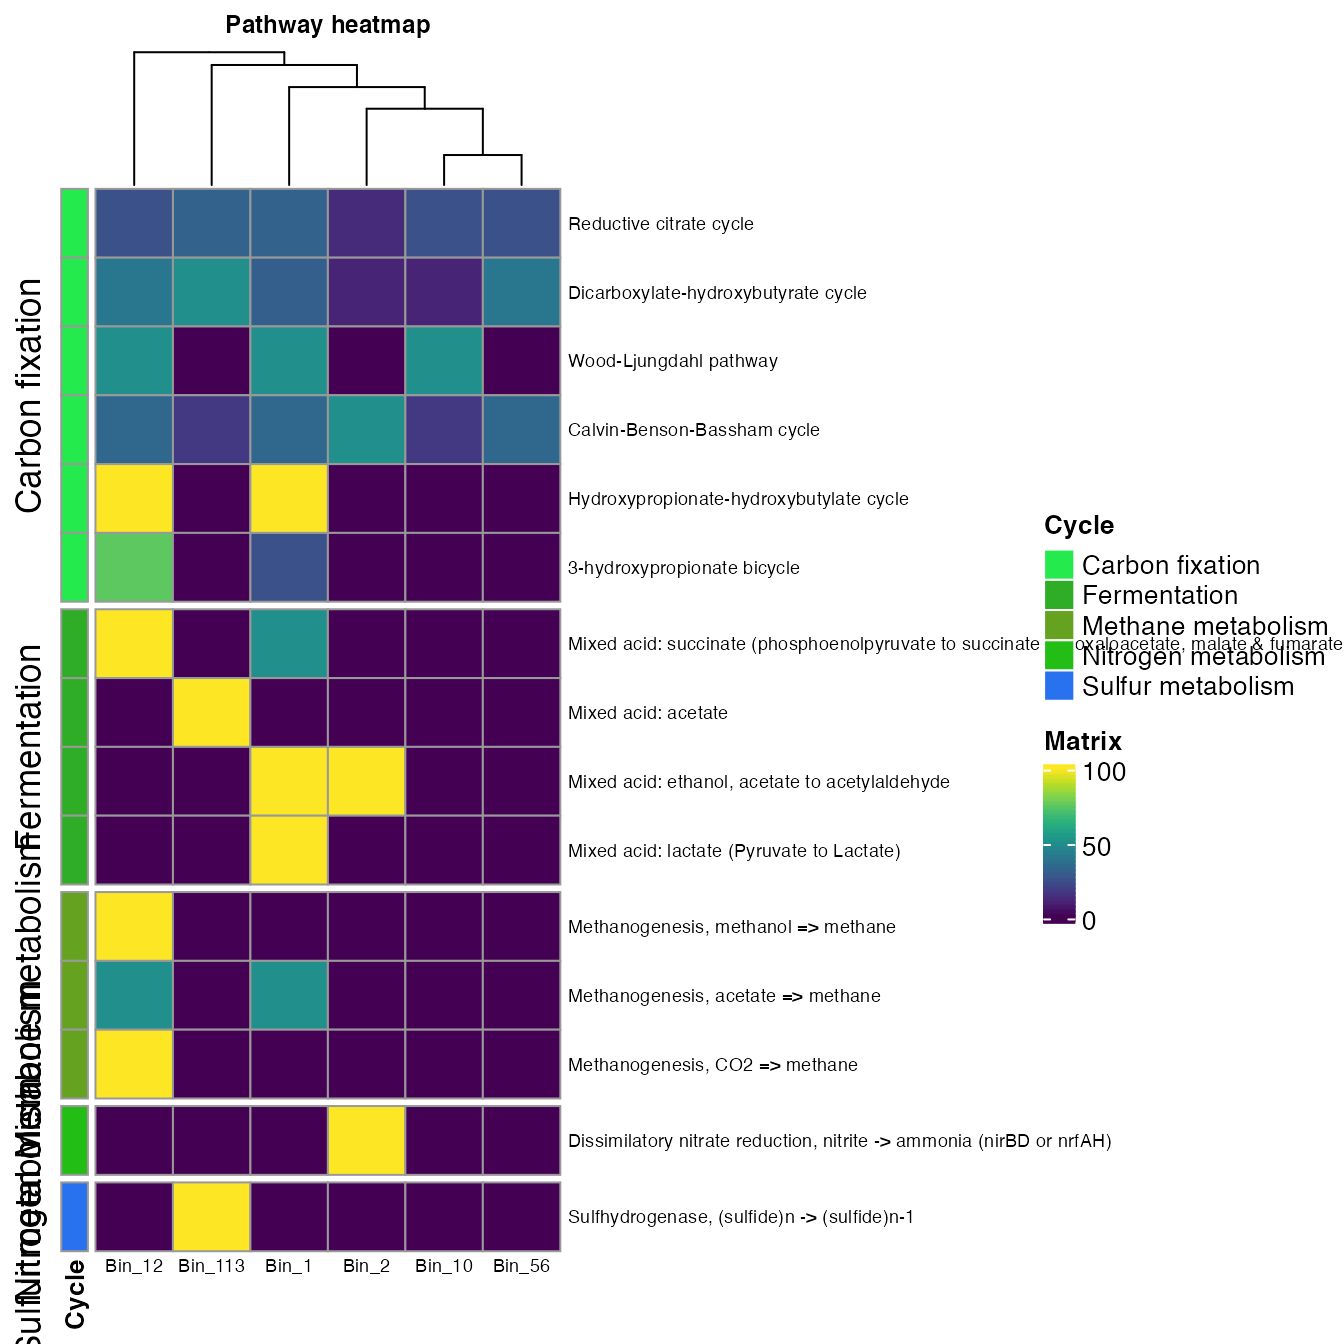 Pathway heatmap
Reductive citrate cycle
Dicarboxylate-hydroxybutyrate cycle
Wood-Ljungdahl pathway
Calvin-Benson-Bassham cycle
Hydroxypropionate-hydroxybutylate cycle
3-hydroxypropionate bicycle
Mixed acid: succinate (phosphoenolpyruvate to succinate oxaloacetate, malate & fumarate
Mixed acid: acetate
Mixed acid: ethanol, acetate to acetylaldehyde
Mixed acid: lactate (Pyruvate to Lactate)
Methanogenesis, methanol => methane
Methanogenesis, acetate => methane
Methanogenesis, CO2 => methane
Dissimilatory nitrate reduction, nitrite -> ammonia (nirBD or nrfAH)
Sulfhydrogenase, (sulfide)n -> (sulfide)n-1
Carbon fixation
Fermentation
metabolism
Bin_12 Bin_113 Bin_1 Bin_2 Bin_10 Bin_56
Cycle
Cycle
Carbon fixation
Fermentation
Methane metabolism
Nitrogen metabolism
Sulfur metabolism
Matrix
100
50
0